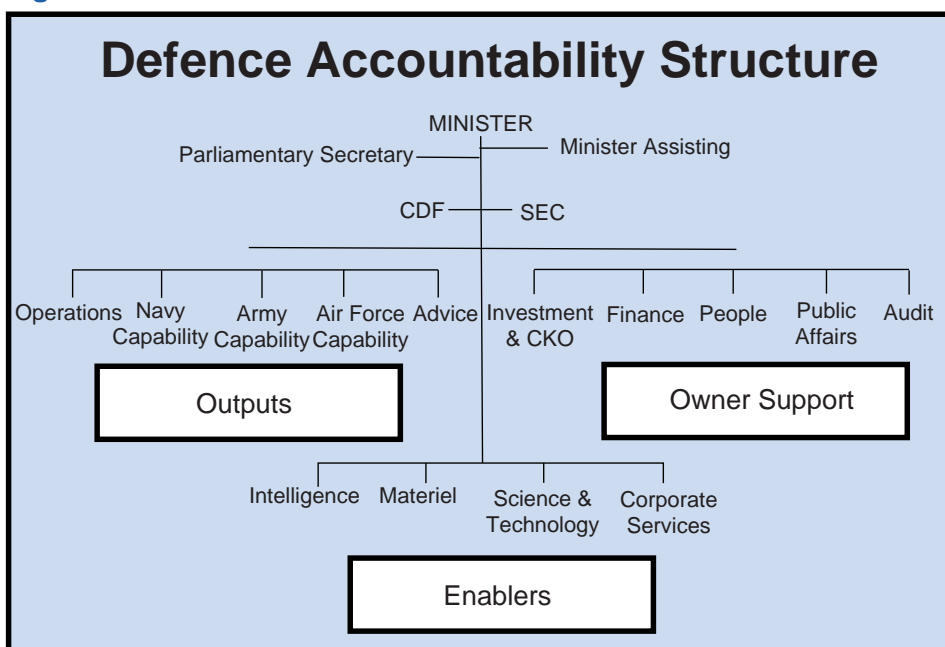 Defence Accountability Structure
MINISTER
Parliamentary Secretary
Minister Assisting
CDF
SEC
Operations
Navy
Capability
Army
Capability
Air Force
Capability
Advice
Investment
& CKO
Finance
People
Public
Affairs
Audit
Outputs
Owner Support
Intelligence
Materiel
Science &
Technology
Corporate
Services
Enablers